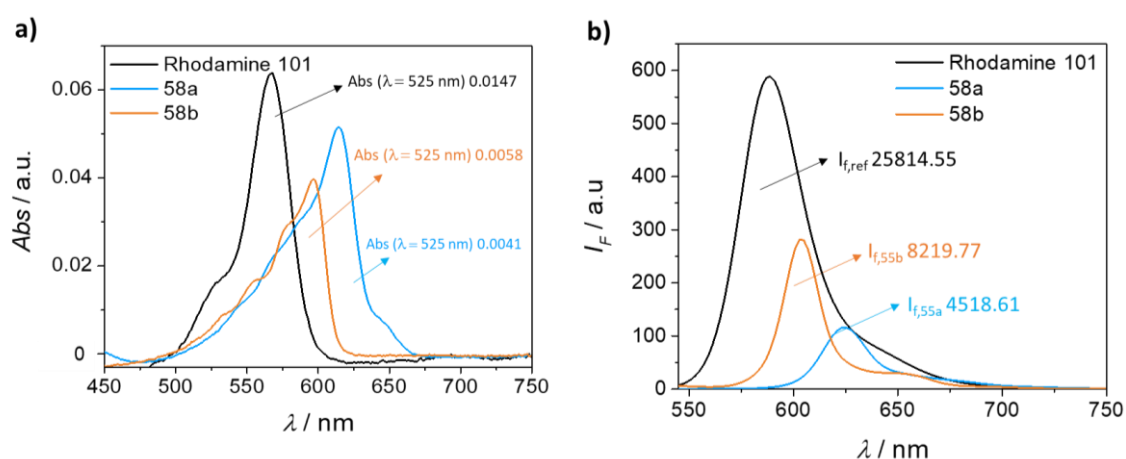 a)
Rhodamine 101
58a
58b
Abs (λ = 525 nm) 0.0147
Abs (λ = 525 nm) 0.0058
Abs (λ = 525 nm) 0.0041
0.06
0.04
0.02
0
Abs / a.u.
450 500 550 600 650 700 750
λ / nm
b)
Rhodamine 101
58a
58b
If,ref 25814.55
If,55b 8219.77
If,55a 4518.61
600
500
400
300
200
100
0
IF / a.u
550 600 650 700 750
λ / nm